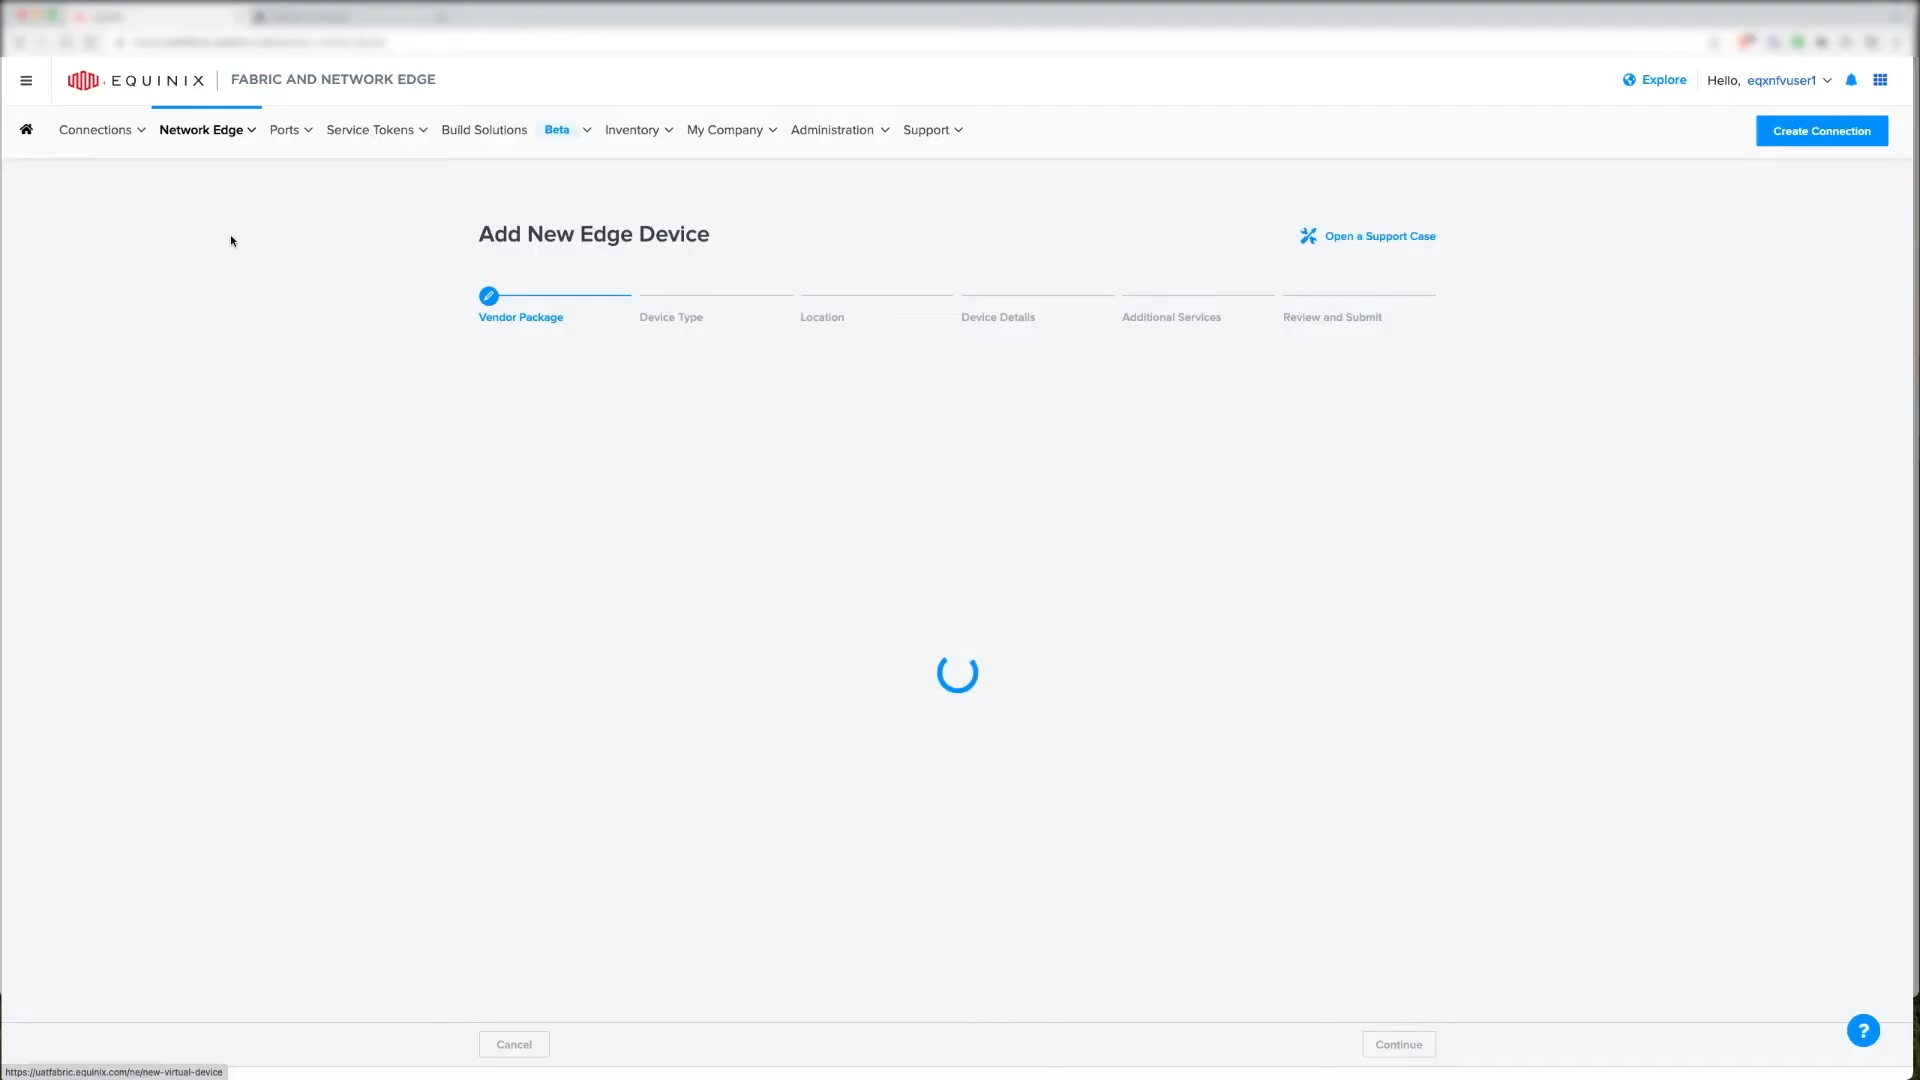 EQUINIX FABRIC AND NETWORK EDGE Explore Hello, eqxnfvuser1
Connections Network Edge Ports Service Tokens Build Solutions Beta Inventory My Company Administration Support Create Connection
Add New Edge Device Open a Support Case
Vendor Package Device Type Location Device Details Additional Services Review and Submit
?
Cancel Continue
https://uatfabric.equinix.com/ne/new-virtual-device